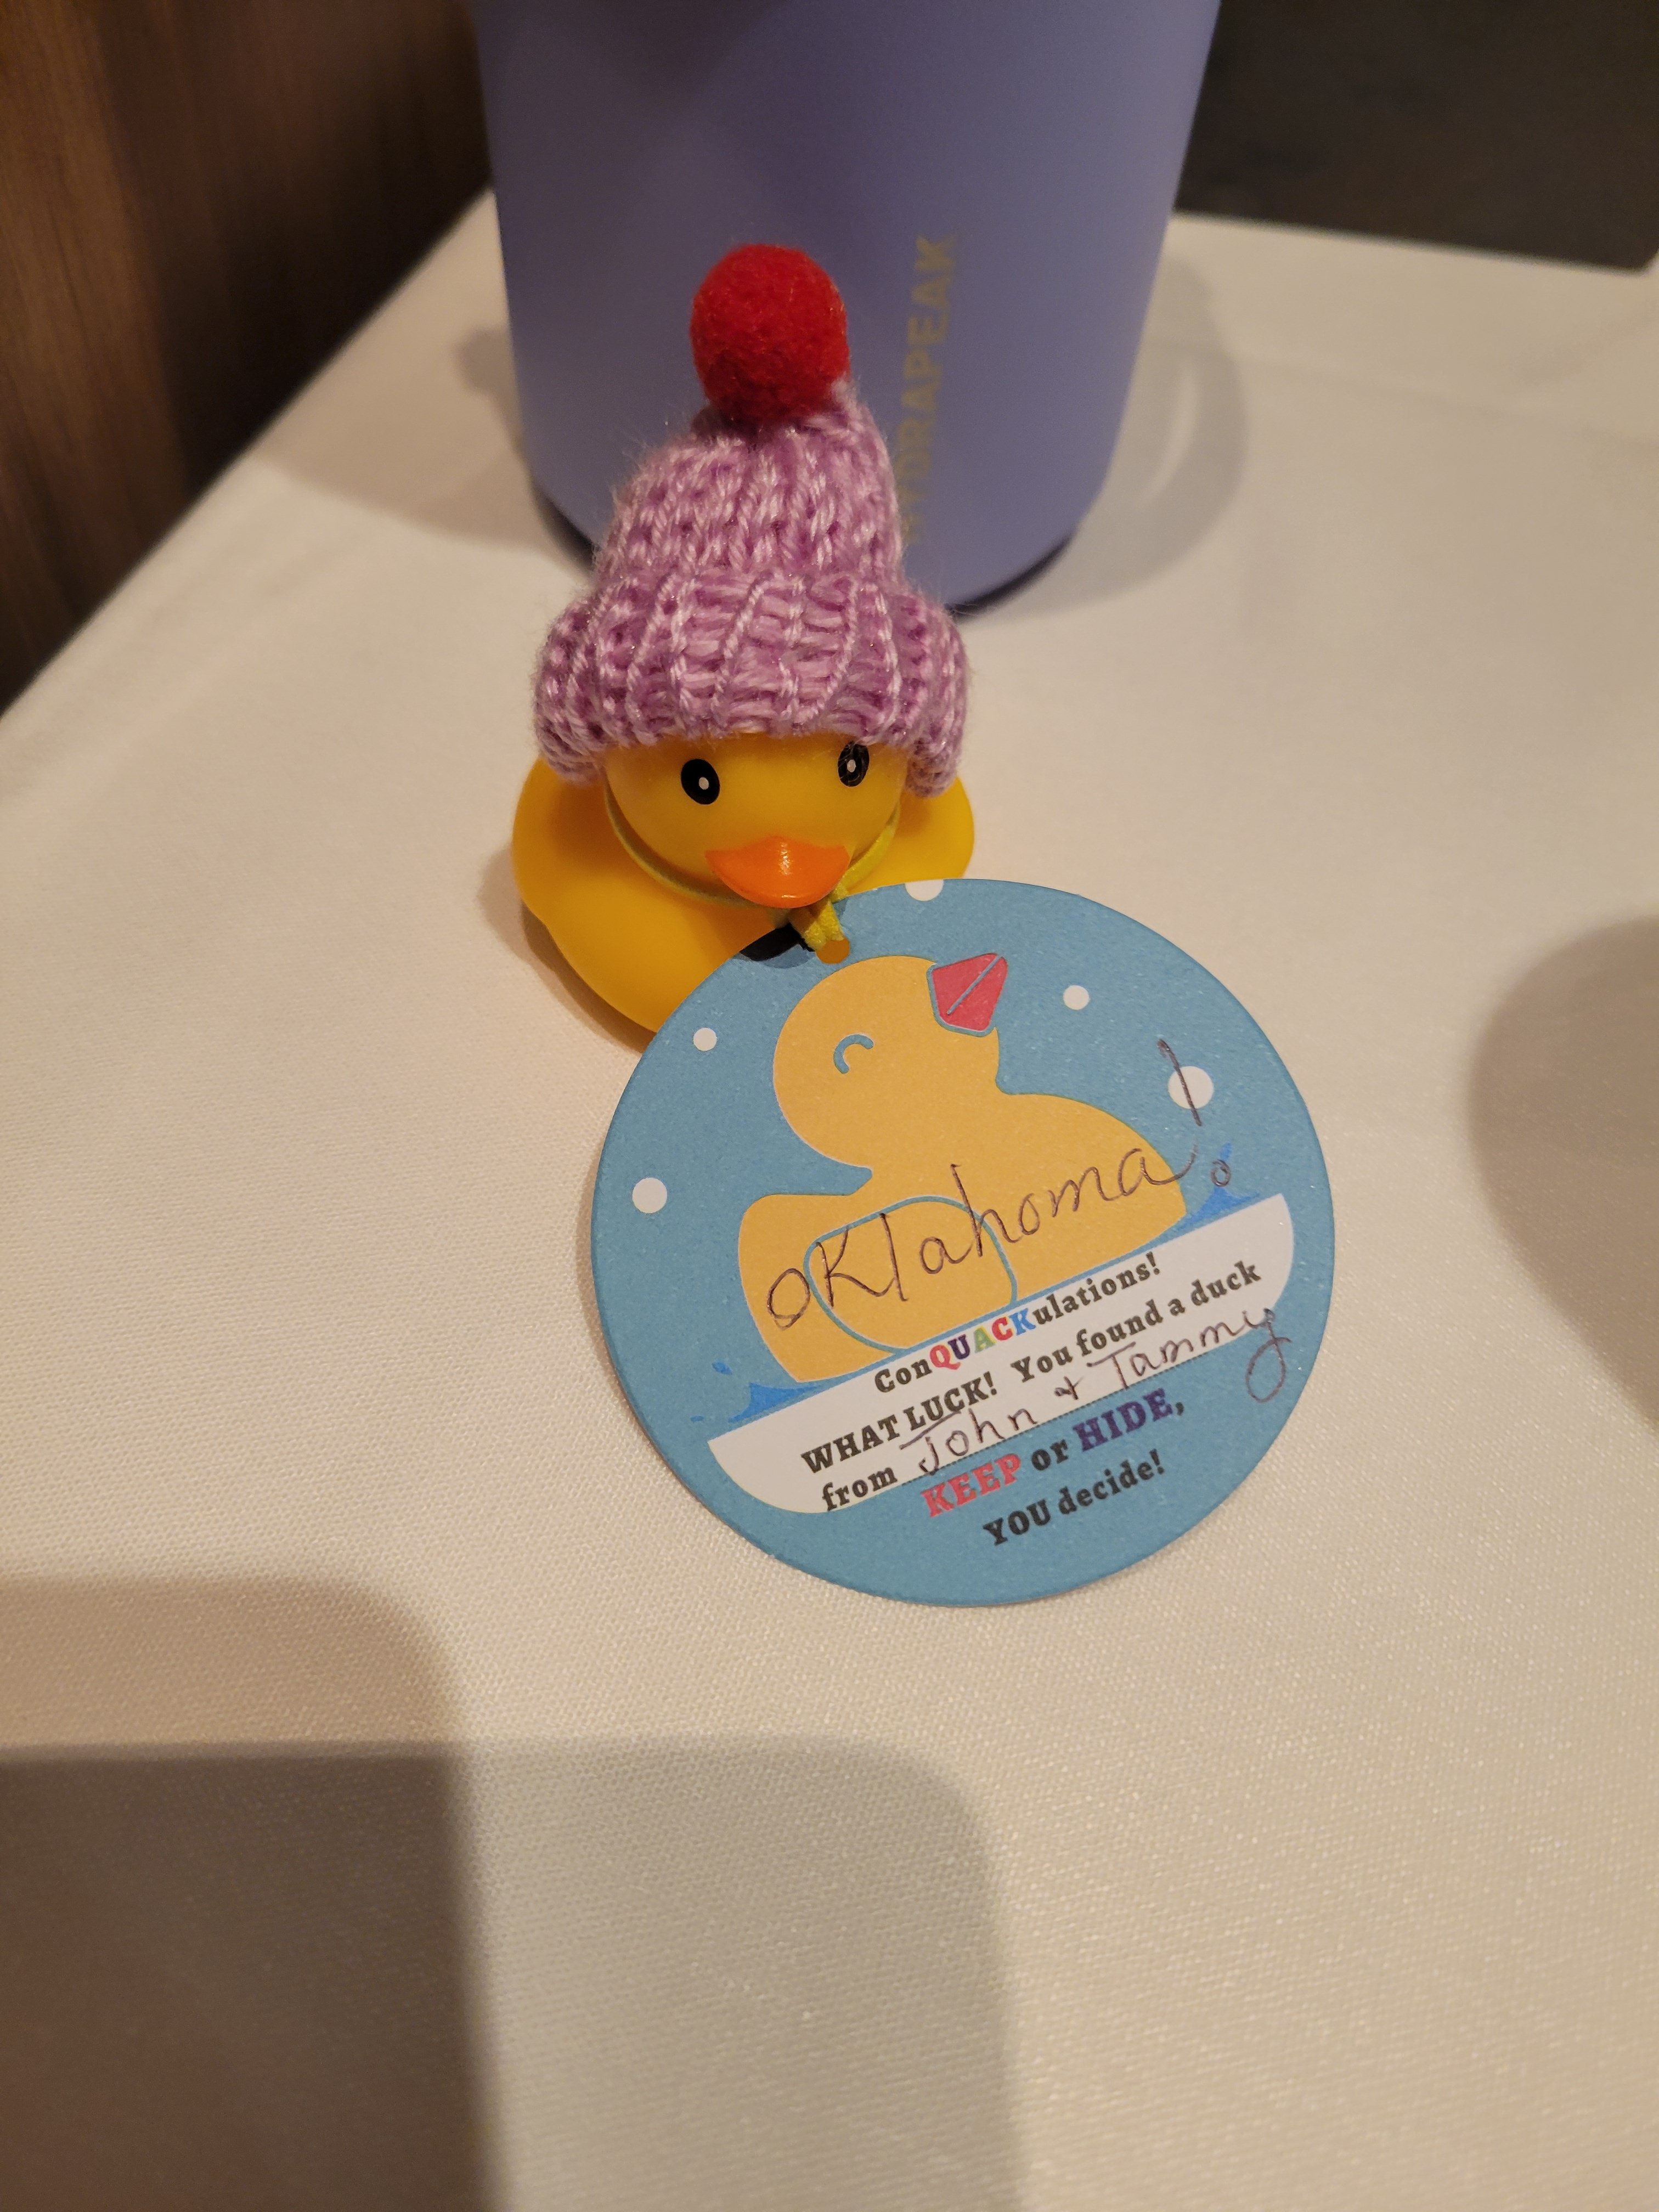 HYDRAPEAK
oklahoma!
ConQUACKulations!
WHAT LUCK! You found a duck
from John & Tammy
KEEP or HIDE,
YOU decide!